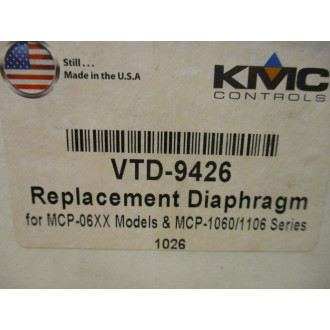 Still...
Made in the U.S.A
KMC
CONTROLS
VTD-9426
Replacement Diaphragm
for MCP-06XX Models & MCP-1060/1106 Series
1026